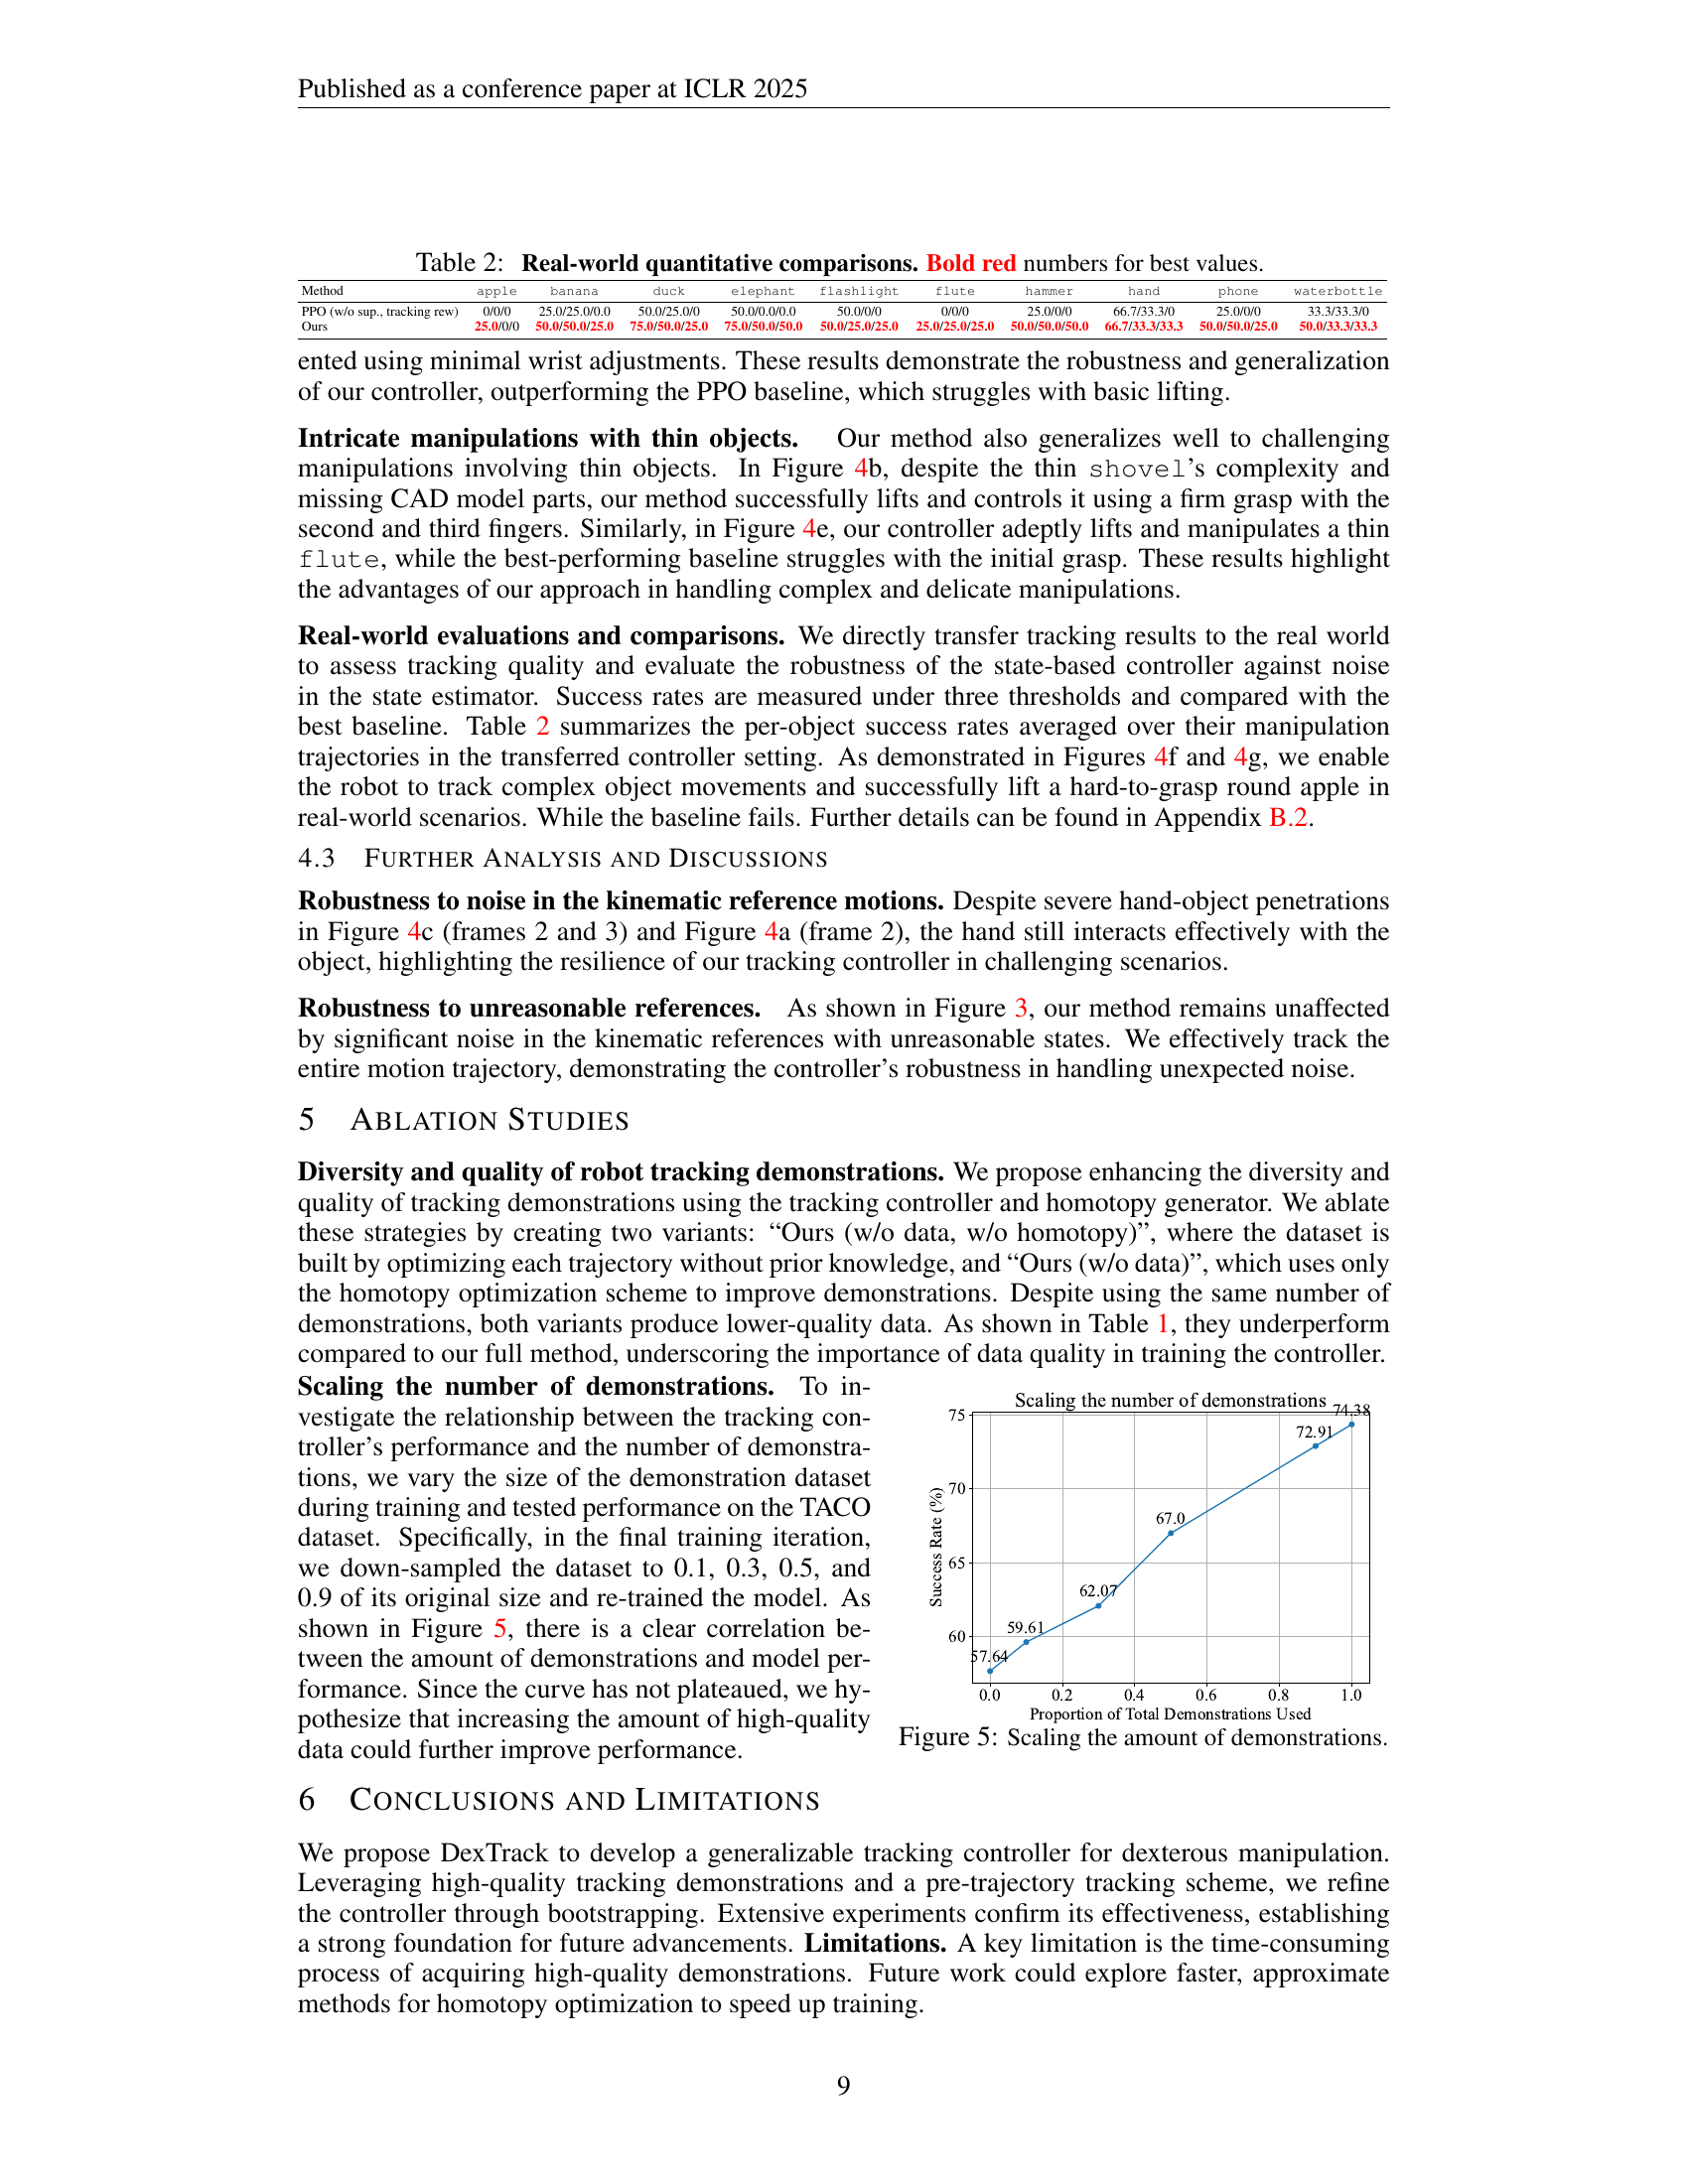 Published as a conference paper at ICLR 2025
Table 2: Real-world quantitative comparisons. Bold red numbers for best values.
Method apple banana duck elephant flashlight flute hammer hand phone waterbottle
PPO (w/o sup., tracking rew) 0/0/0 25.0/25.0/0.0 50.0/25.0/0 50.0/0.0/0.0 50.0/0/0 0/0/0 25.0/0/0 66.7/33.3/0 25.0/0/0 33.3/33.3/0
Ours 25.0/0/0 50.0/50.0/25.0 75.0/50.0/25.0 75.0/50.0/50.0 50.0/25.0/25.0 25.0/25.0/25.0 50.0/50.0/50.0 66.7/33.3/33.3 50.0/50.0/25.0 50.0/33.3/33.3
ented using minimal wrist adjustments. These results demonstrate the robustness and generalization
of our controller, outperforming the PPO baseline, which struggles with basic lifting.
Intricate manipulations with thin objects. Our method also generalizes well to challenging
manipulations involving thin objects. In Figure 4b, despite the thin shovel's complexity and
missing CAD model parts, our method successfully lifts and controls it using a firm grasp with the
second and third fingers. Similarly, in Figure 4e, our controller adeptly lifts and manipulates a thin
flute, while the best-performing baseline struggles with the initial grasp. These results highlight
the advantages of our approach in handling complex and delicate manipulations.
Real-world evaluations and comparisons. We directly transfer tracking results to the real world
to assess tracking quality and evaluate the robustness of the state-based controller against noise
in the state estimator. Success rates are measured under three thresholds and compared with the
best baseline. Table 2 summarizes the per-object success rates averaged over their manipulation
trajectories in the transferred controller setting. As demonstrated in Figures 4f and 4g, we enable
the robot to track complex object movements and successfully lift a hard-to-grasp round apple in
real-world scenarios. While the baseline fails. Further details can be found in Appendix B.2.
4.3 FURTHER ANALYSIS AND DISCUSSIONS
Robustness to noise in the kinematic reference motions. Despite severe hand-object penetrations
in Figure 4c (frames 2 and 3) and Figure 4a (frame 2), the hand still interacts effectively with the
object, highlighting the resilience of our tracking controller in challenging scenarios.
Robustness to unreasonable references. As shown in Figure 3, our method remains unaffected
by significant noise in the kinematic references with unreasonable states. We effectively track the
entire motion trajectory, demonstrating the controller's robustness in handling unexpected noise.
5 ABLATION STUDIES
Diversity and quality of robot tracking demonstrations. We propose enhancing the diversity and
quality of tracking demonstrations using the tracking controller and homotopy generator. We ablate
these strategies by creating two variants: "Ours (w/o data, w/o homotopy)", where the dataset is
built by optimizing each trajectory without prior knowledge, and "Ours (w/o data)", which uses only
the homotopy optimization scheme to improve demonstrations. Despite using the same number of
demonstrations, both variants produce lower-quality data. As shown in Table 1, they underperform
compared to our full method, underscoring the importance of data quality in training the controller.
Scaling the number of demonstrations. To in-
vestigate the relationship between the tracking con-
troller's performance and the number of demonstra-
tions, we vary the size of the demonstration dataset
during training and tested performance on the TACO
dataset. Specifically, in the final training iteration,
we down-sampled the dataset to 0.1, 0.3, 0.5, and
0.9 of its original size and re-trained the model. As
shown in Figure 5, there is a clear correlation be-
tween the amount of demonstrations and model per-
formance. Since the curve has not plateaued, we hy-
pothesize that increasing the amount of high-quality
data could further improve performance.
Scaling the number of demonstrations
74.38
75
72.91
70
67.0
65
62.07
59.61
60
57.64
Success Rate (%)
0.0 0.2 0.4 0.6 0.8 1.0
Proportion of Total Demonstrations Used
Figure 5: Scaling the amount of demonstrations.
6 CONCLUSIONS AND LIMITATIONS
We propose DexTrack to develop a generalizable tracking controller for dexterous manipulation.
Leveraging high-quality tracking demonstrations and a pre-trajectory tracking scheme, we refine
the controller through bootstrapping. Extensive experiments confirm its effectiveness, establishing
a strong foundation for future advancements. Limitations. A key limitation is the time-consuming
process of acquiring high-quality demonstrations. Future work could explore faster, approximate
methods for homotopy optimization to speed up training.
9